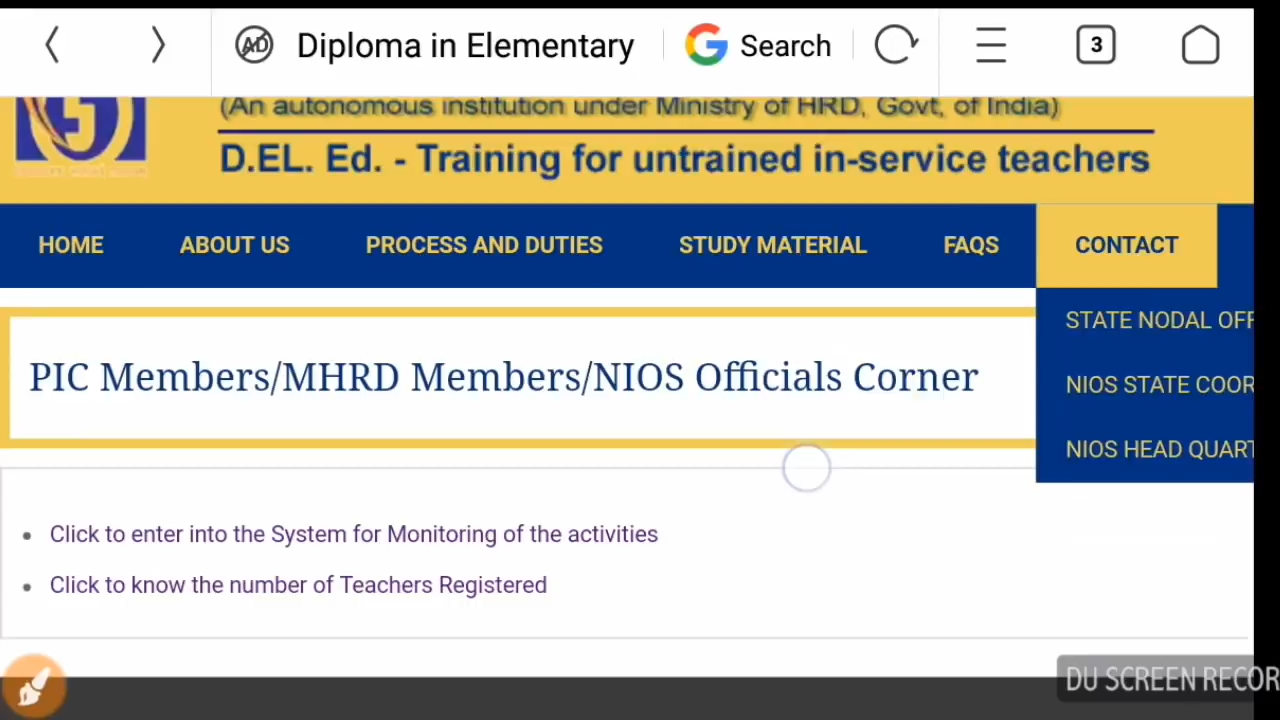 AD Diploma in Elementary Search 3
(An autonomous institution under Ministry of HRD, Govt, of India)
D.EL. Ed. - Training for untrained in-service teachers
HOME ABOUT US PROCESS AND DUTIES STUDY MATERIAL FAQS CONTACT
STATE NODAL OFF
PIC Members/MHRD Members/NIOS Officials Corner
NIOS STATE COOR
NIOS HEAD QUART
Click to enter into the System for Monitoring of the activities
Click to know the number of Teachers Registered
DU SCREEN RECOR